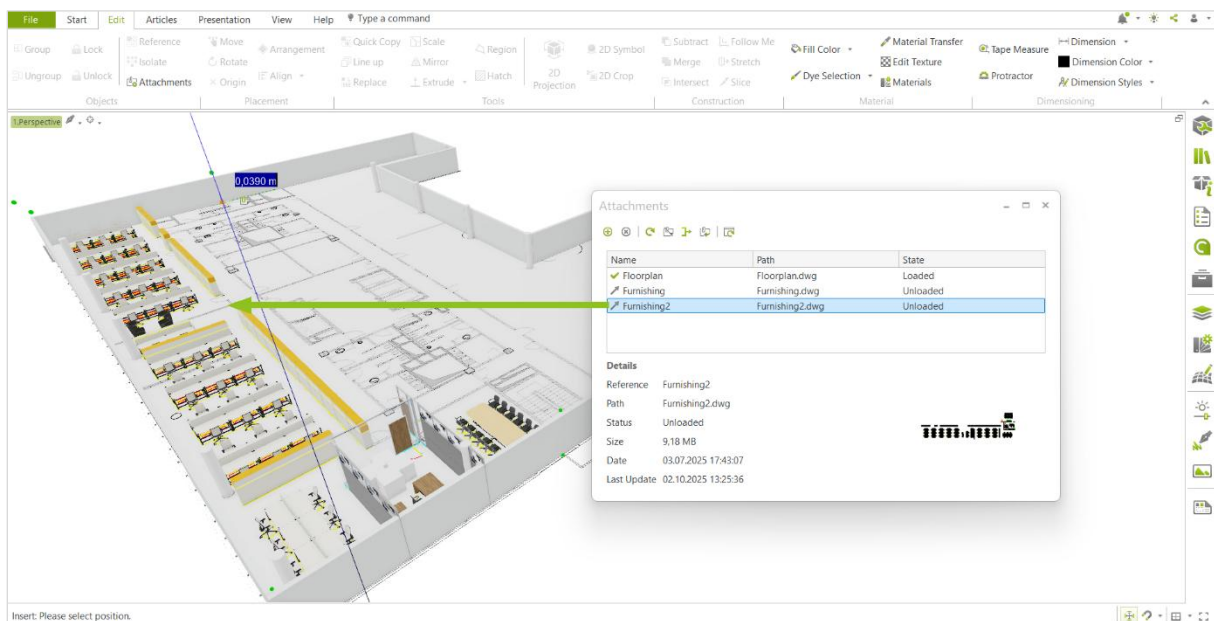 File Start Edit Articles Presentation View Help Type a command
Group Lock Reference Move Arrangement Quick Copy Scale Region 2D Symbol Subtract Follow Me Fill Color Material Transfer Tape Measure Dimension
Isolate Rotate Line up Mirror Merge Stretch Edit Texture Dimension Color
Ungroup Unlock Attachments Origin Align Replace Extrude Hatch 2D Projection 2D Crop Intersect Slice Dye Selection Materials Protractor Dimension Styles
Objects Placement Tools Construction Material Dimensioning
1.Perspective
0,0390 m
Attachments
Name Path State
Floorplan Floorplan.dwg Loaded
Furnishing Furnishing.dwg Unloaded
Furnishing2 Furnishing2.dwg Unloaded
Details
Reference Furnishing2
Path Furnishing2.dwg
Status Unloaded
Size 9,18 MB
Date 03.07.2025 17:43:07
Last Update 02.10.2025 13:25:36
Insert: Please select position.